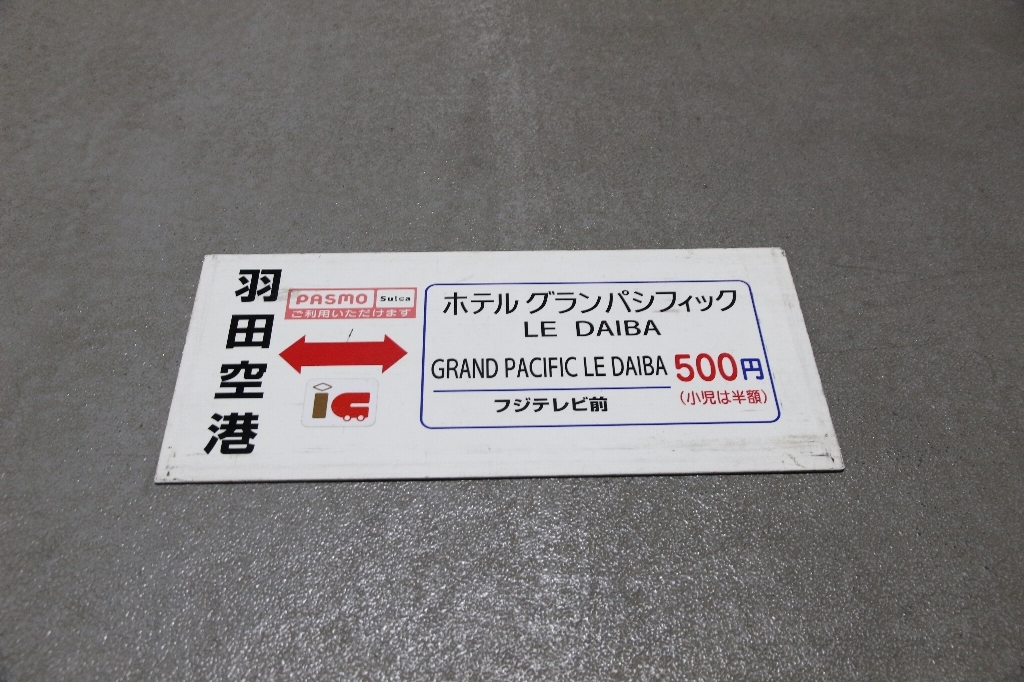 羽田空港
PASMO Suica
ご利用いただけます
ic
ホテル グランパシフィック
LE DAIBA
GRAND PACIFIC LE DAIBA 500円
(小児は半額)
フジテレビ前